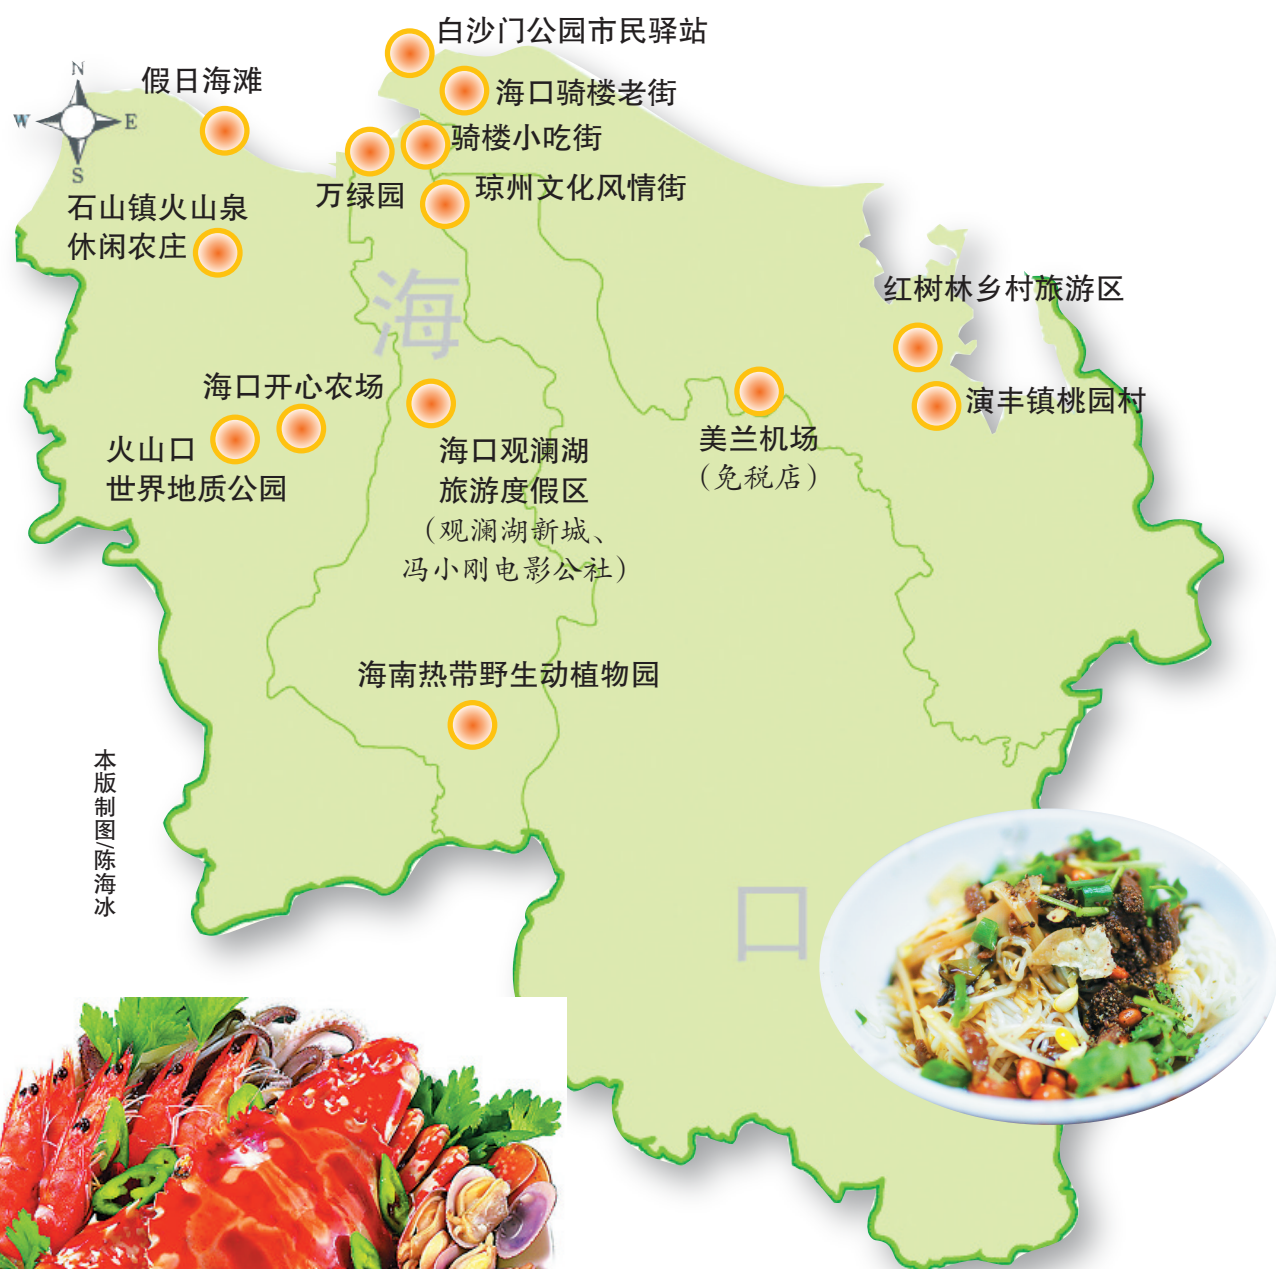 白沙门公园市民驿站
假日海滩
海口骑楼老街
N
W
E
S
骑楼小吃街
万绿园
琼州文化风情街
石山镇火山泉
休闲农庄
海
红树林乡村旅游区
海口开心农场
演丰镇桃园村
火山口
世界地质公园
海口观澜湖
旅游度假区
(观澜湖新城、
冯小刚电影公社)
美兰机场
(免税店)
海南热带野生动植物园
本版制图/陈海冰
口